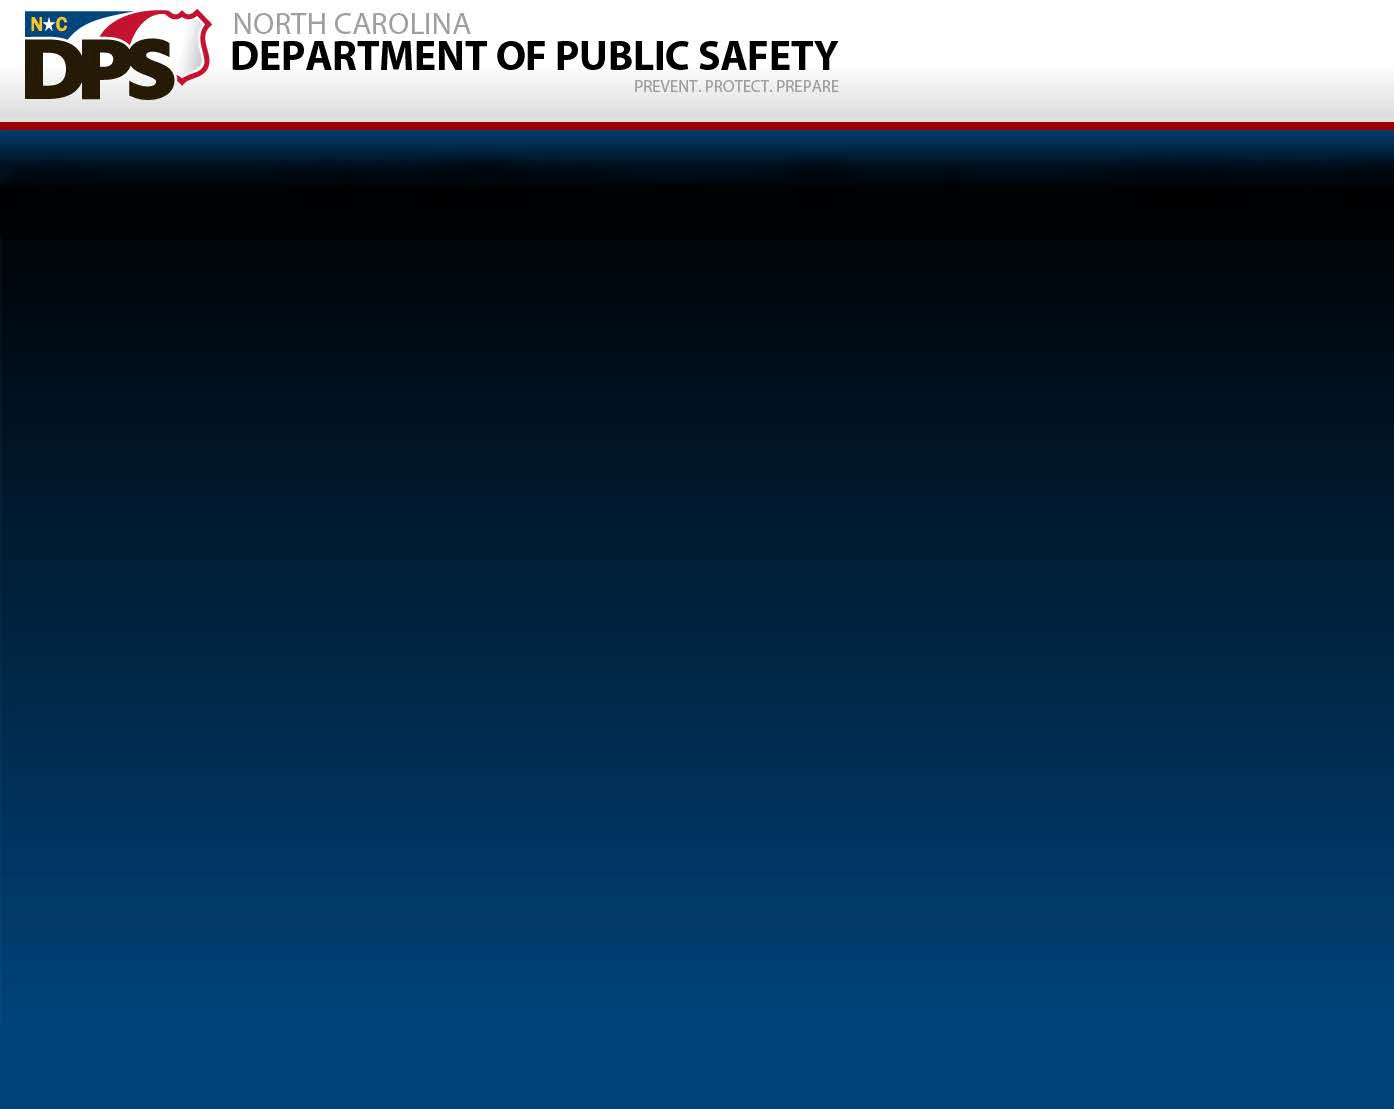 N★C
DPS
NORTH CAROLINA
DEPARTMENT OF PUBLIC SAFETY
PREVENT. PROTECT. PREPARE